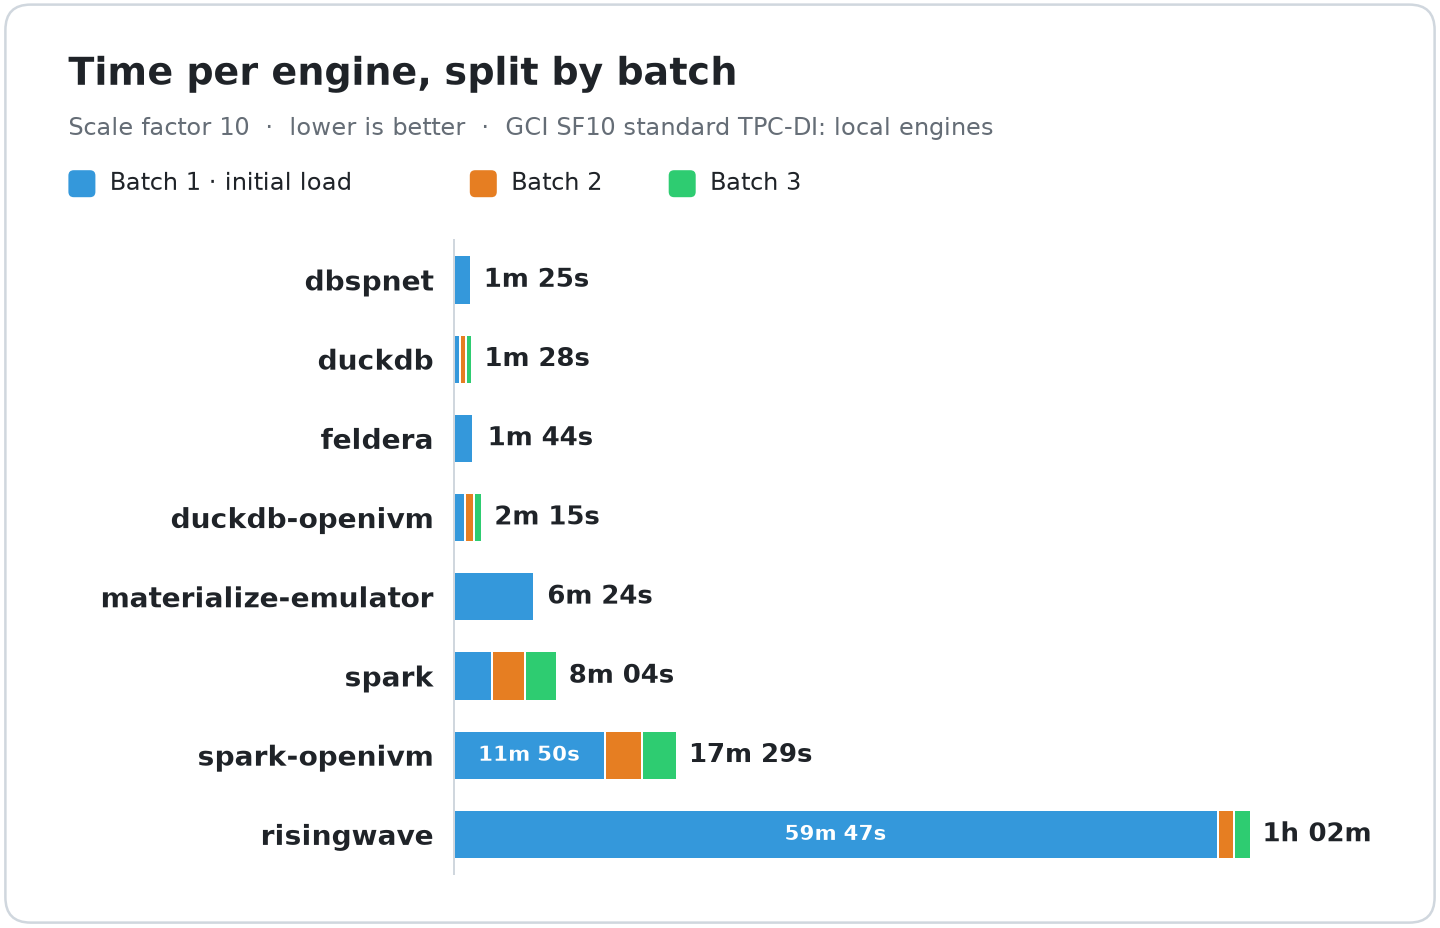 Time per engine, split by batch
Scale factor 10 · lower is better · GCI SF10 standard TPC-DI: local engines
Batch 1 · initial load Batch 2 Batch 3
dbspnet 1m 25s
duckdb 1m 28s
feldera 1m 44s
duckdb-openivm 2m 15s
materialize-emulator 6m 24s
spark 8m 04s
spark-openivm 11m 50s 17m 29s
risingwave 59m 47s 1h 02m